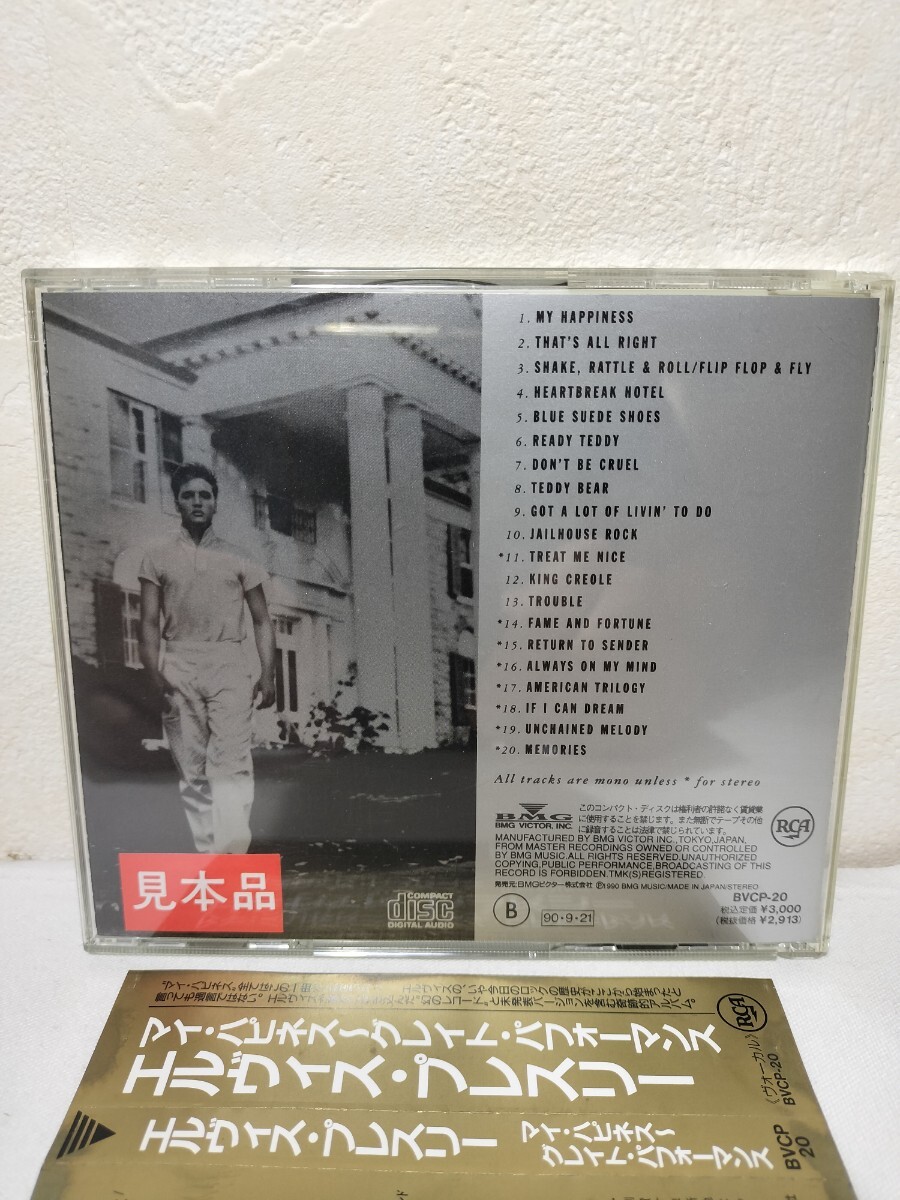 1. MY HAPPINESS
2. THAT'S ALL RIGHT
3. SHAKE, RATTLE & ROLL/FLIP FLOP & FLY
4. HEARTBREAK HOTEL
5. BLUE SUEDE SHOES
6. READY TEDDY
7. DON'T BE CRUEL
8. TEDDY BEAR
9. GOT A LOT OF LIVIN' TO DO
10. JAILHOUSE ROCK
*11. TREAT ME NICE
12. KING CREOLE
13. TROUBLE
*14. FAME AND FORTUNE
*15. RETURN TO SENDER
*16. ALWAYS ON MY MIND
*17. AMERICAN TRILOGY
*18. IF I CAN DREAM
*19. UNCHAINED MELODY
*20. MEMORIES
All tracks are mono unless * for stereo
BMG
BMG VICTOR, INC.
このコンパクト・ディスクは権利者の許諾なく賃貸業
に使用することを禁じます。また無断でテープその他
に録音することは法律で禁じられています。
RCA
MANUFACTURED BY BMG VICTOR INC.,TOKYO,JAPAN.
FROM MASTER RECORDINGS OWNED OR CONTROLLED
BY BMG MUSIC.ALL RIGHTS RESERVED.UNAUTHORIZED
COPYING,PUBLIC PERFORMANCE,BROADCASTING OF THIS
RECORD IS FORBIDDEN.TMK(S)REGISTERED.
発売元:BMGビクター株式会社 ℗1990 BMG MUSIC/MADE IN JAPAN/STEREO
BVCP-20
税込定価 ¥3,000
(税抜価格 ¥2,913)
B
90・9・21
見本品
COMPACT
disc
DIGITAL AUDIO
RCA
マイ・ハピネス〜グレイト・パフォーマンス
エルヴィス・プレスリー
《ヴォーカル》
BVCP-20
エルヴィス・プレスリー
マイ・ハピネス〜
グレイト・パフォーマンス
BVCP
20